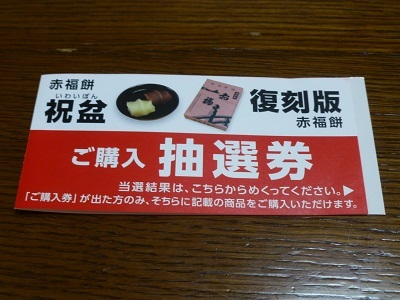 赤福餅
いわいぼん
祝盆
復刻版
赤福餅
ご購入 抽選券
当選結果は、こちらからめくってください。▶
「ご購入券」が出た方のみ、そちらに記載の商品をご購入いただけます。